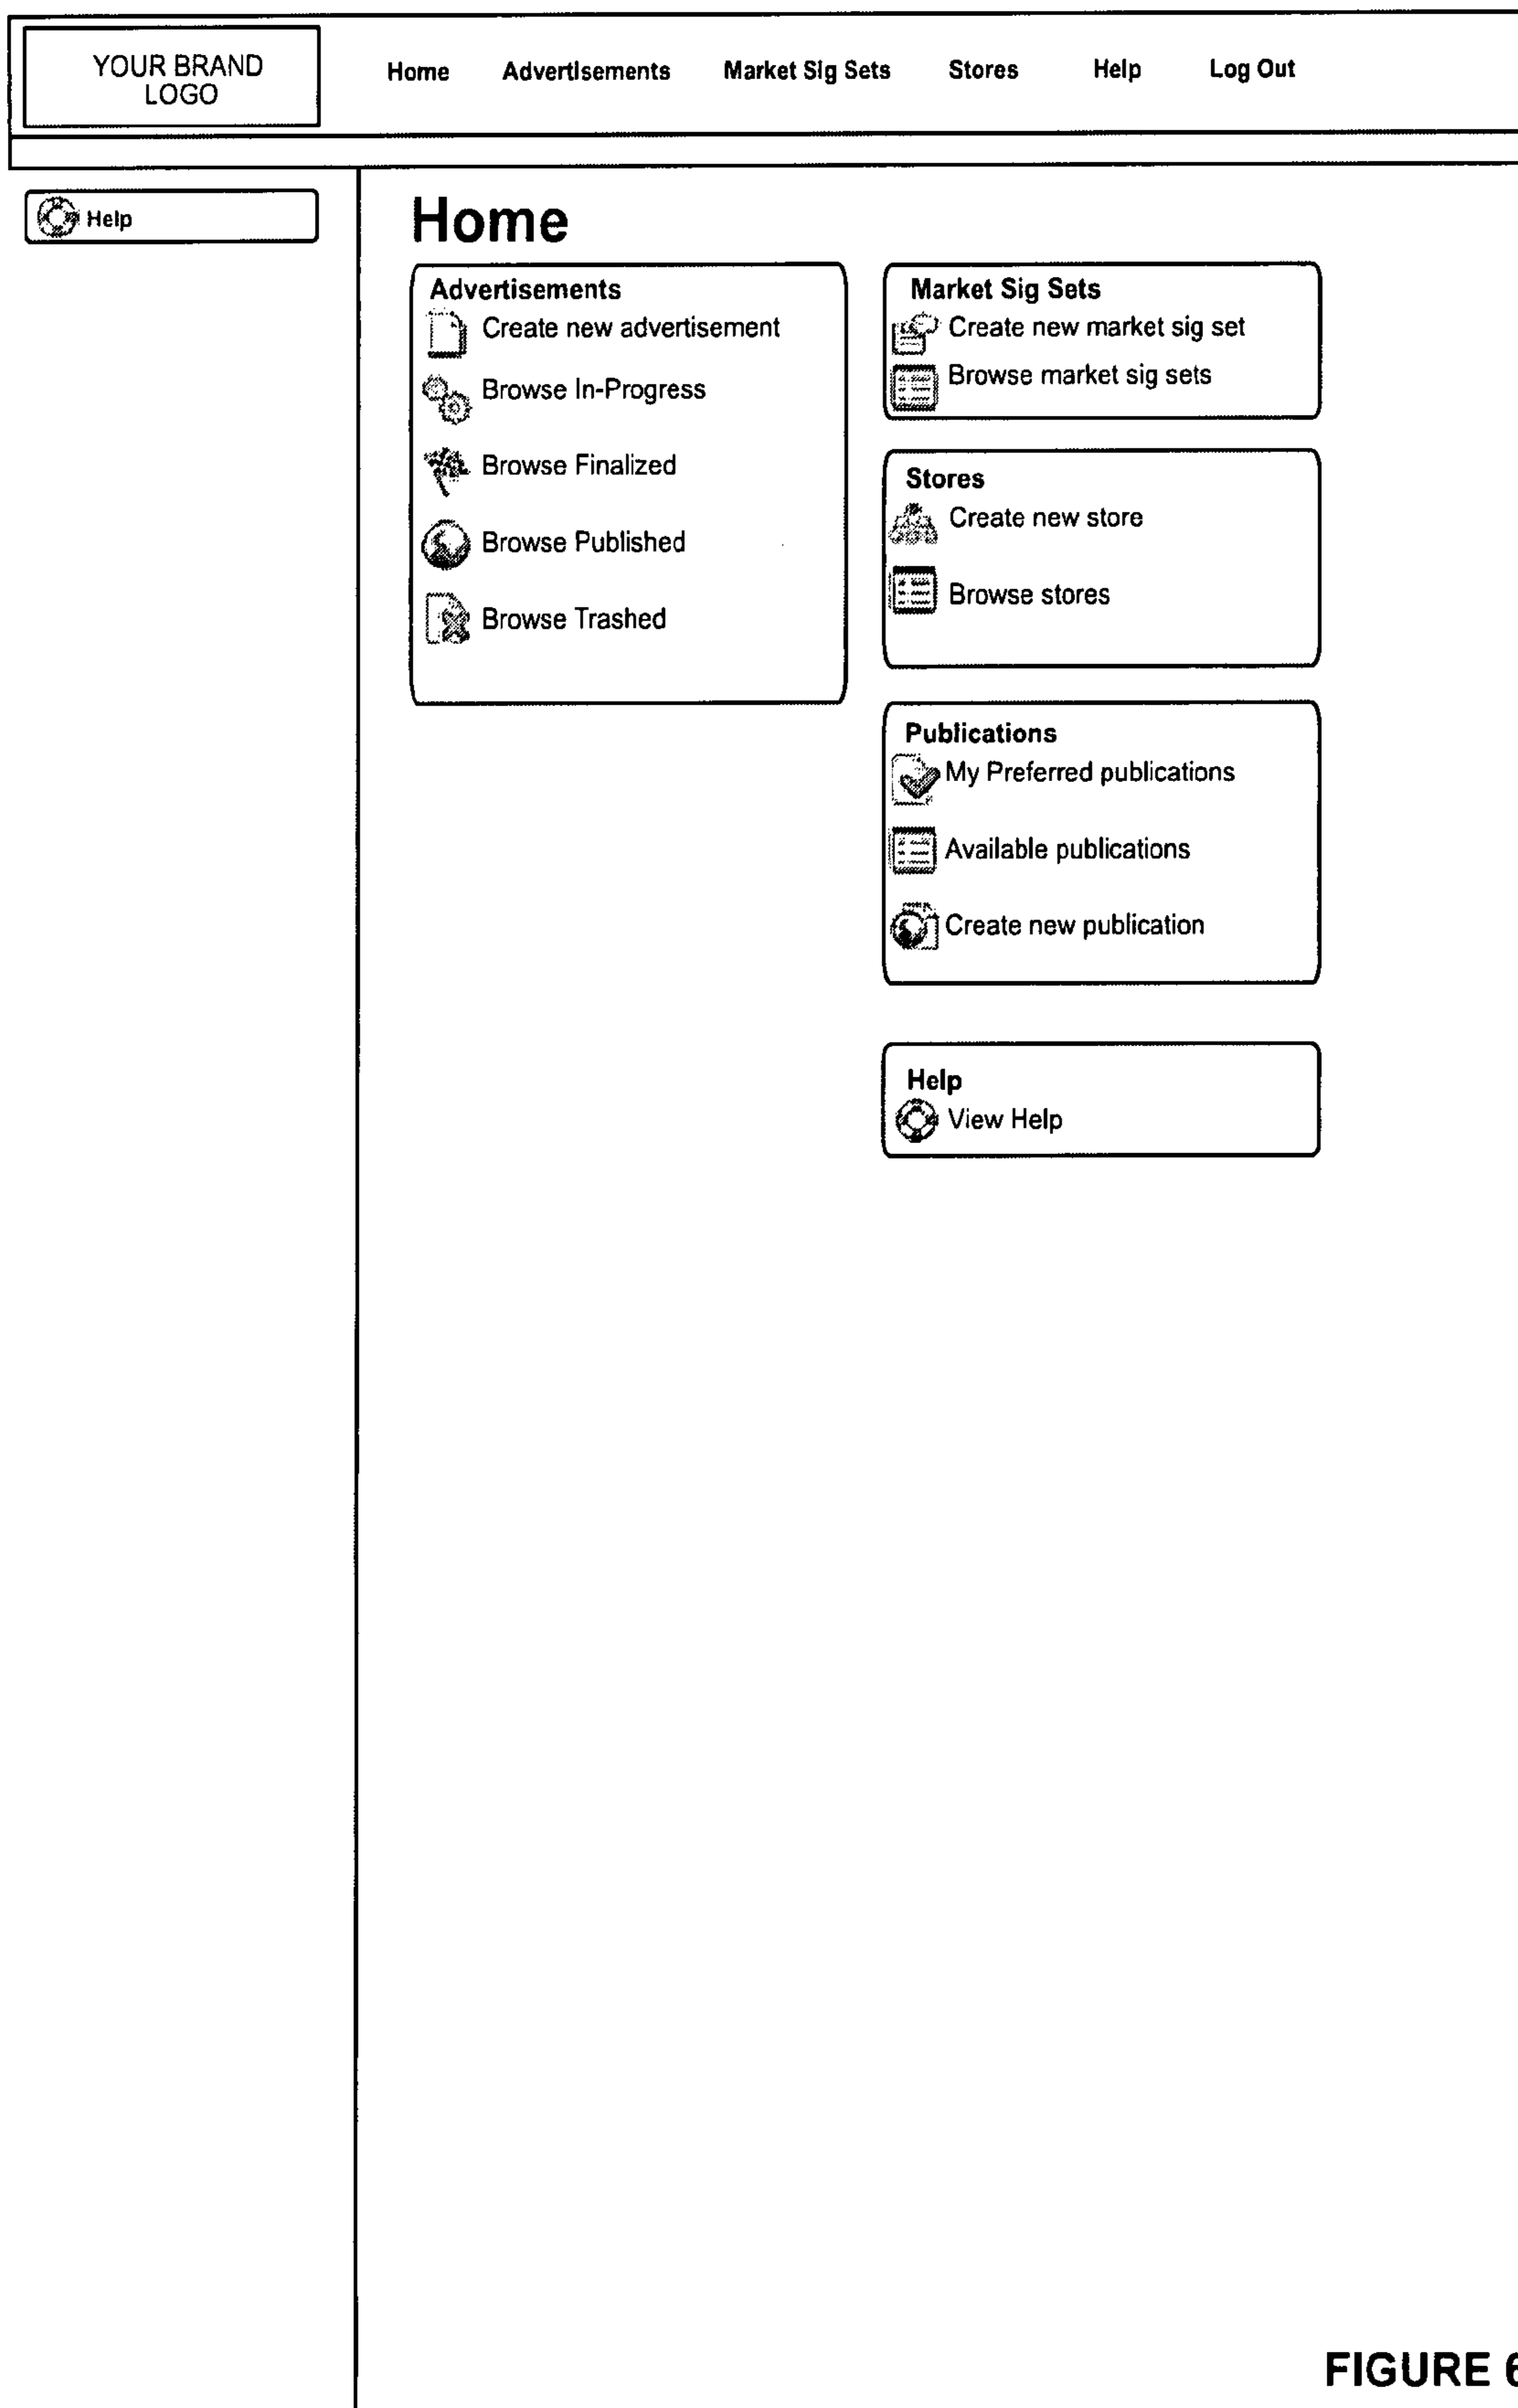 YOUR BRAND
LOGO
Home Advertisements Market Sig Sets Stores Help Log Out
Help
Home
Advertisements
Create new advertisement
Browse In-Progress
Browse Finalized
Browse Published
Browse Trashed
Market Sig Sets
Create new market sig set
Browse market sig sets
Stores
Create new store
Browse stores
Publications
My Preferred publications
Available publications
Create new publication
Help
View Help
FIGURE 6